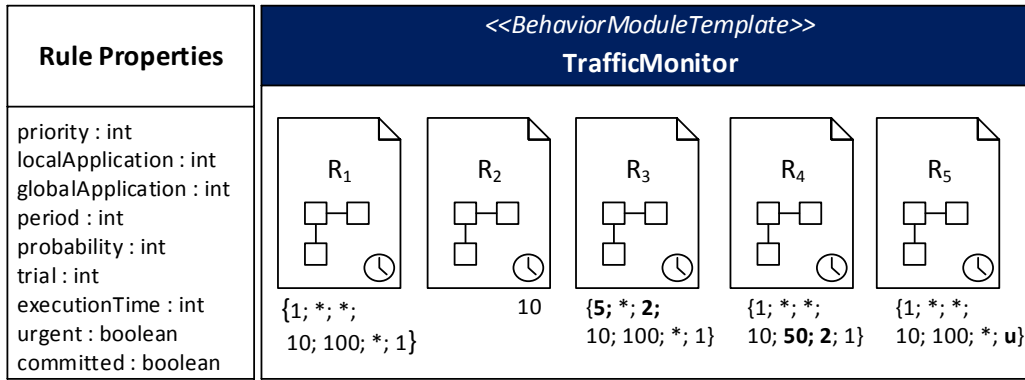 Rule Properties
priority : int
localApplication : int
globalApplication : int
period : int
probability : int
trial : int
executionTime : int
urgent : boolean
committed : boolean
<<BehaviorModuleTemplate>>
TrafficMonitor
R₁
R₂
R₃
R₄
R₅
{1; *; *;
10; 100; *; 1}
10
{5; *; 2;
10; 100; *; 1}
{1; *; *;
10; 50; 2; 1}
{1; *; *;
10; 100; *; u}